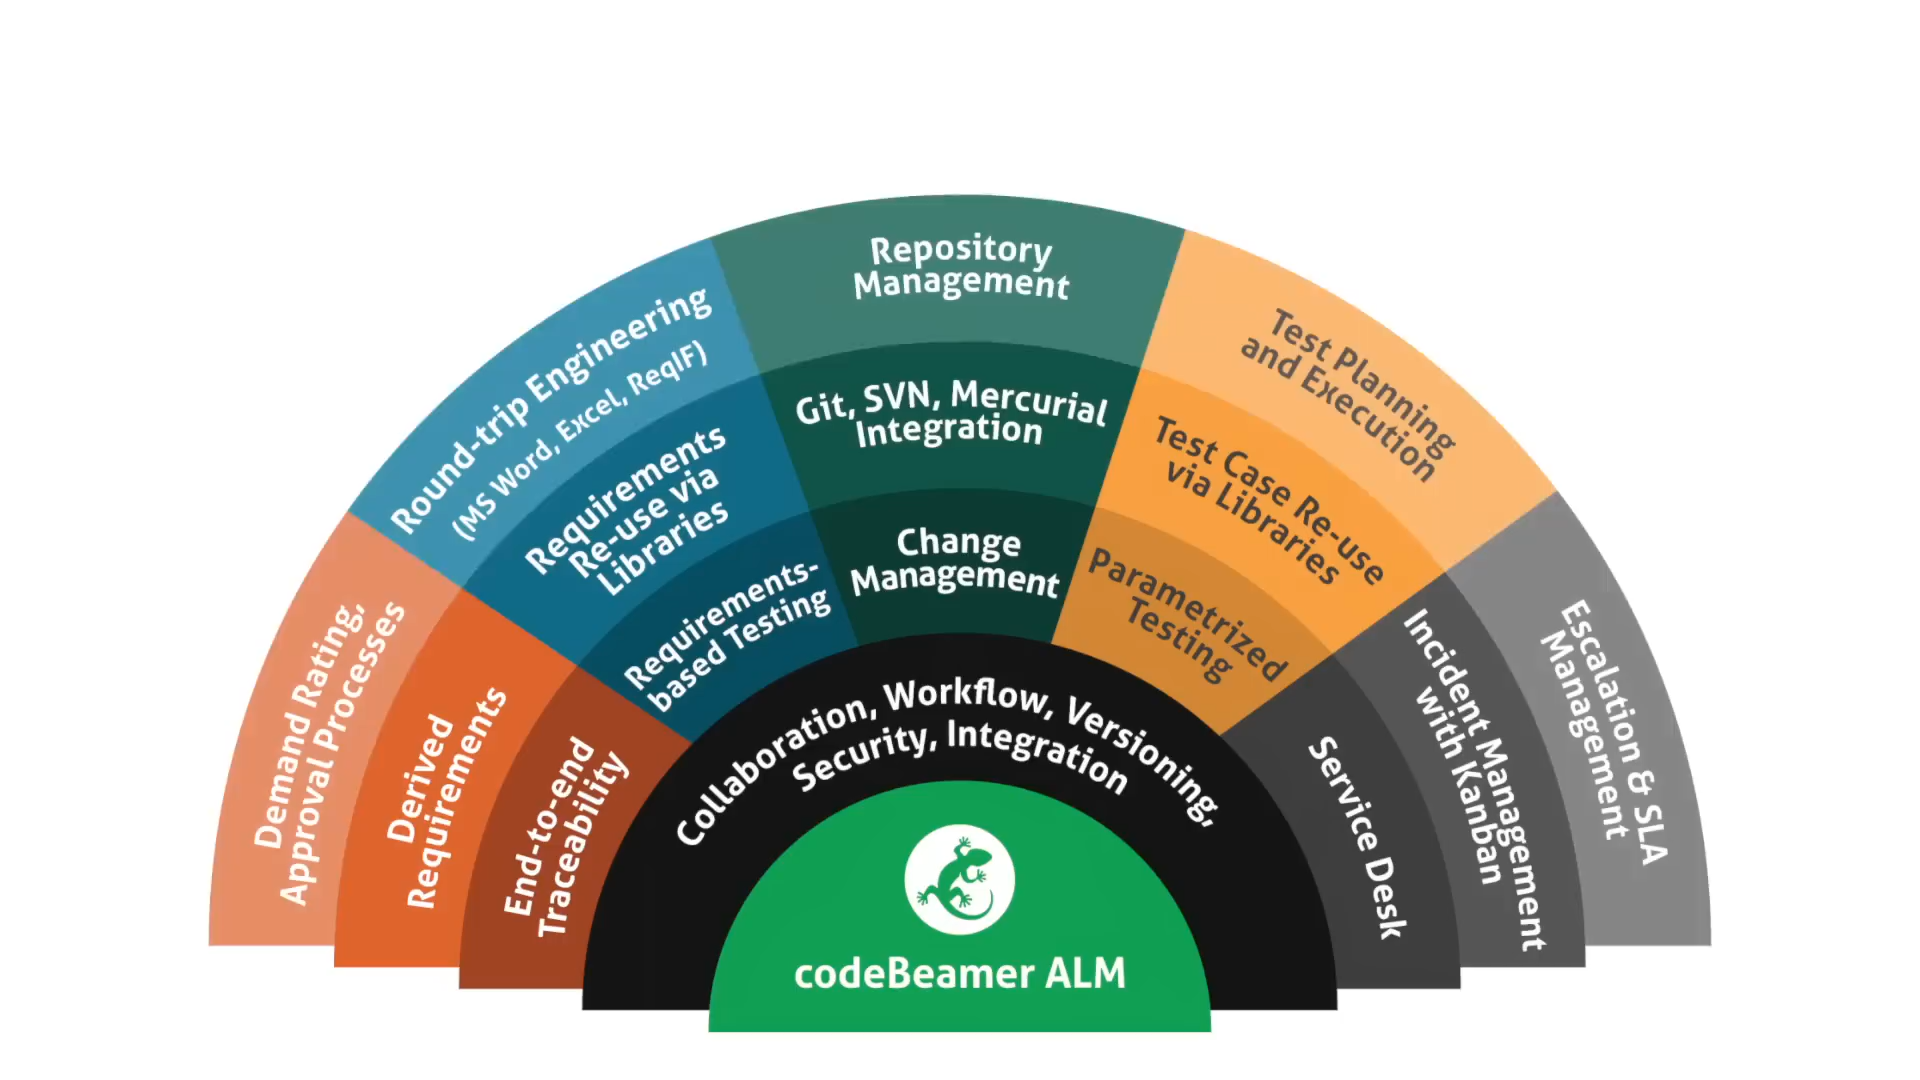 Repository
Management
Git, SVN, Mercurial
Integration
Change
Management
Round-trip Engineering
(MS Word, Excel, ReqIF)
Requirements
Re-use via
Libraries
Requirements-
based Testing
Test Planning
and Execution
Test Case Re-use
via Libraries
Parametrized
Testing
Demand Rating,
Approval Processes
Derived
Requirements
End-to-end
Traceability
Service Desk
Incident Management
with Kanban
Escalation & SLA
Management
Collaboration, Workflow, Versioning,
Security, Integration
codeBeamer ALM